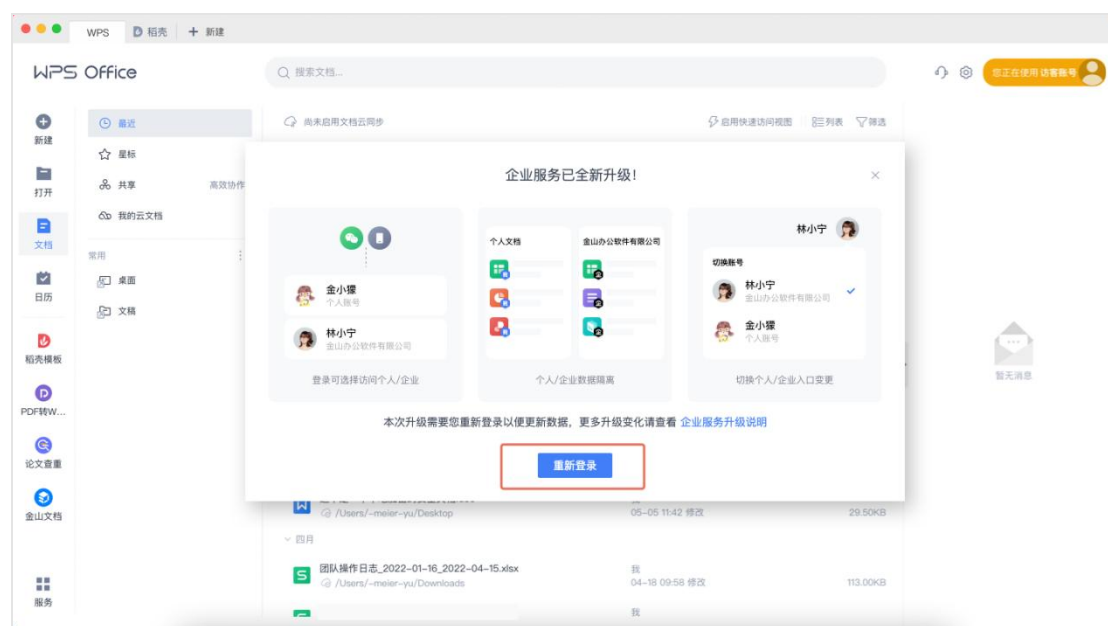 WPS
稻壳
新建
WPS Office
搜索文档...
您正在使用 访客账号
新建
打开
文档
日历
稻壳模板
PDF转W...
论文查重
金山文档
服务
最近
星标
共享
高效协作
我的云文档
常用
桌面
文稿
尚未启用文档云同步
启用快速访问视图
列表
筛选
企业服务已全新升级!
金小獴
个人账号
林小宁
金山办公软件有限公司
登录可选择访问个人/企业
个人文档
金山办公软件有限公司
个人/企业数据隔离
林小宁
切换账号
林小宁
金山办公软件有限公司
金小獴
个人账号
切换个人/企业入口变更
本次升级需要您重新登录以便更新数据，更多升级变化请查看 企业服务升级说明
重新登录
暂无消息
/Users/-meier-yu/Desktop
05-05 11:42 修改
29.50KB
四月
团队操作日志_2022-01-16_2022-04-15.xlsx
我
/Users/-meier-yu/Downloads
04-18 09:58 修改
113.00KB
我